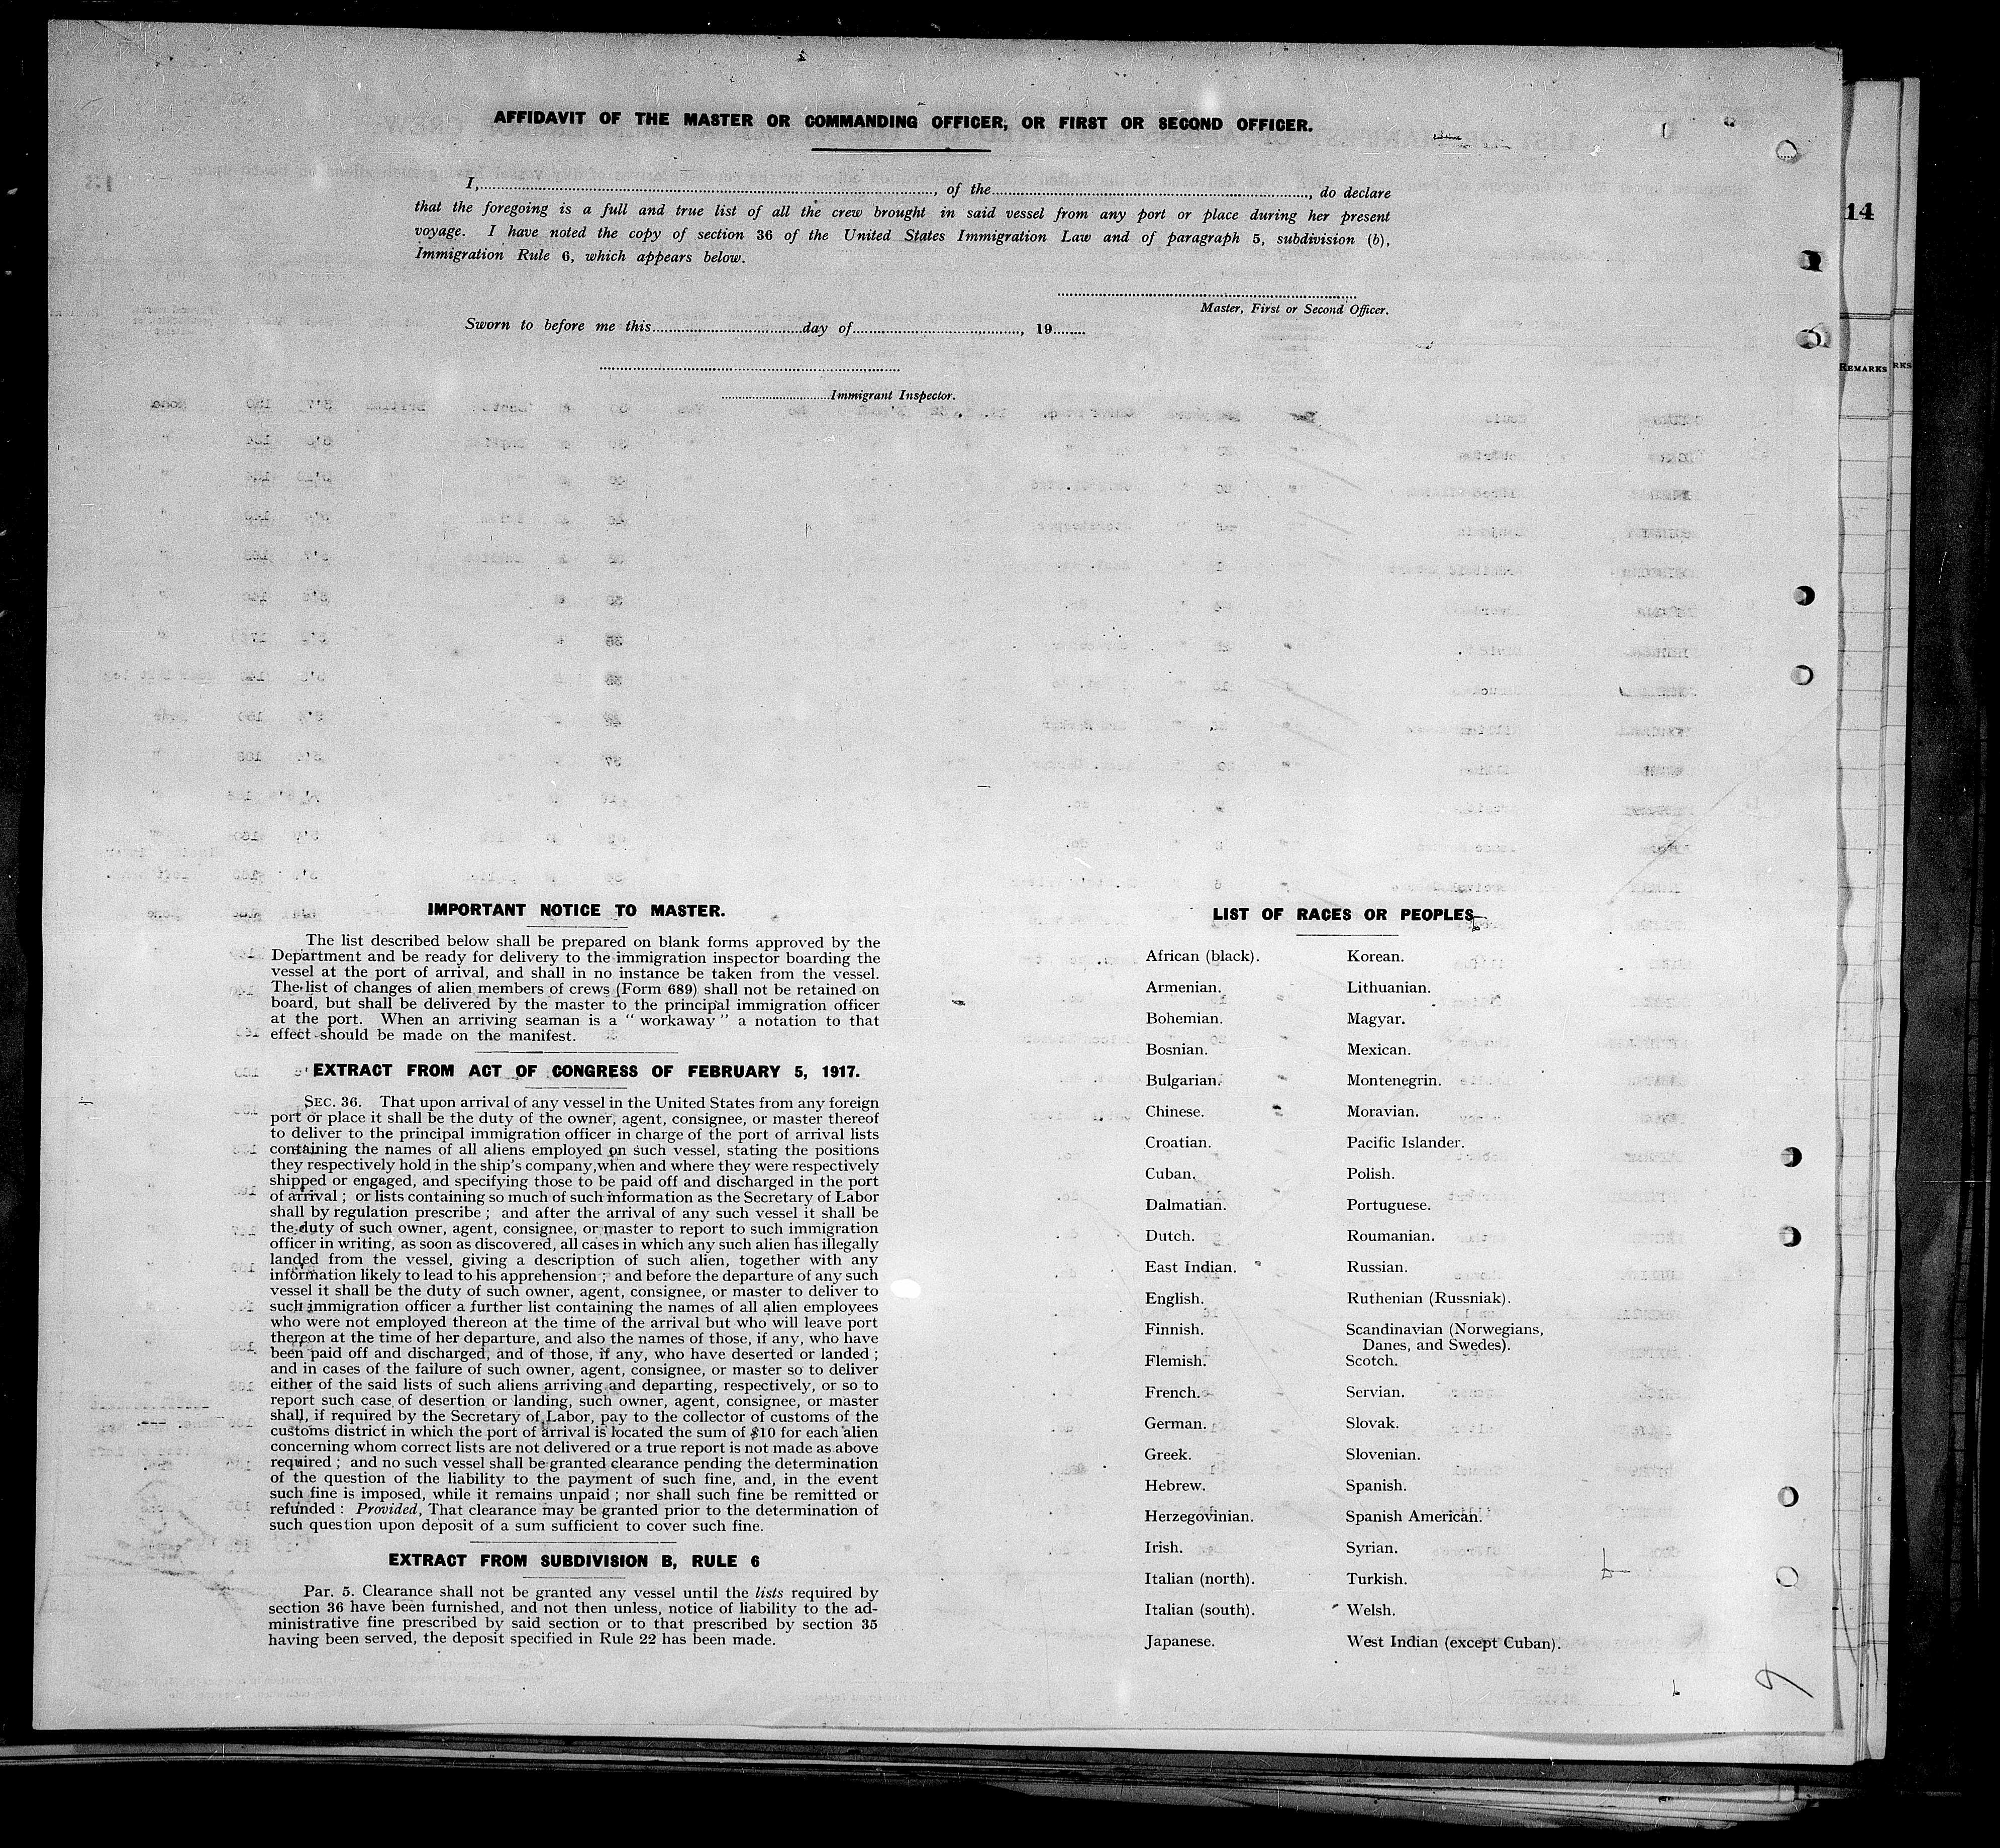 AFFIDAVIT OF THE MASTER OR COMMANDING OFFICER, OR FIRST OR SECOND OFFICER.
I,......, of the......, do declare
that the foregoing is a full and true list of all the crew brought in said vessel from any port or place during her present
voyage. I have noted the copy of section 36 of the United States Immigration Law and of paragraph 5, subdivision (b),
Immigration Rule 6, which appears below.
Master, First or Second Officer.
Sworn to before me this......day of......, 19......
......Immigrant Inspector.
14
REMARKS
RKS
IMPORTANT NOTICE TO MASTER.
The list described below shall be prepared on blank forms approved by the
Department and be ready for delivery to the immigration inspector boarding the
vessel at the port of arrival, and shall in no instance be taken from the vessel.
The list of changes of alien members of crews (Form 689) shall not be retained on
board, but shall be delivered by the master to the principal immigration officer
at the port. When an arriving seaman is a " workaway " a notation to that
effect should be made on the manifest.
EXTRACT FROM ACT OF CONGRESS OF FEBRUARY 5, 1917.
SEC. 36. That upon arrival of any vessel in the United States from any foreign
port or place it shall be the duty of the owner, agent, consignee, or master thereof
to deliver to the principal immigration officer in charge of the port of arrival lists
containing the names of all aliens employed on such vessel, stating the positions
they respectively hold in the ship's company, when and where they were respectively
shipped or engaged, and specifying those to be paid off and discharged in the port
of arrival ; or lists containing so much of such information as the Secretary of Labor
shall by regulation prescribe ; and after the arrival of any such vessel it shall be
the duty of such owner, agent, consignee, or master to report to such immigration
officer in writing, as soon as discovered, all cases in which any such alien has illegally
landed from the vessel, giving a description of such alien, together with any
information likely to lead to his apprehension ; and before the departure of any such
vessel it shall be the duty of such owner, agent, consignee, or master to deliver to
such immigration officer a further list containing the names of all alien employees
who were not employed thereon at the time of the arrival but who will leave port
thereon at the time of her departure, and also the names of those, if any, who have
been paid off and discharged, and of those, if any, who have deserted or landed ;
and in cases of the failure of such owner, agent, consignee, or master so to deliver
either of the said lists of such aliens arriving and departing, respectively, or so to
report such case of desertion or landing, such owner, agent, consignee, or master
shall, if required by the Secretary of Labor, pay to the collector of customs of the
customs district in which the port of arrival is located the sum of $10 for each alien
concerning whom correct lists are not delivered or a true report is not made as above
required ; and no such vessel shall be granted clearance pending the determination
of the question of the liability to the payment of such fine, and, in the event
such fine is imposed, while it remains unpaid ; nor shall such fine be remitted or
refunded : Provided, That clearance may be granted prior to the determination of
such question upon deposit of a sum sufficient to cover such fine.
EXTRACT FROM SUBDIVISION B, RULE 6
Par. 5. Clearance shall not be granted any vessel until the lists required by
section 36 have been furnished, and not then unless, notice of liability to the ad-
ministrative fine prescribed by said section or to that prescribed by section 35
having been served, the deposit specified in Rule 22 has been made.
LIST OF RACES OR PEOPLES
African (black).
Armenian.
Bohemian.
Bosnian.
Bulgarian.
Chinese.
Croatian.
Cuban.
Dalmatian.
Dutch.
East Indian.
English.
Finnish.
Flemish.
French.
German.
Greek.
Hebrew.
Herzegovinian.
Irish.
Italian (north).
Italian (south).
Japanese.
Korean.
Lithuanian.
Magyar.
Mexican.
Montenegrin.
Moravian.
Pacific Islander.
Polish.
Portuguese.
Roumanian.
Russian.
Ruthenian (Russniak).
Scandinavian (Norwegians,
Danes, and Swedes).
Scotch.
Servian.
Slovak.
Slovenian.
Spanish.
Spanish American.
Syrian.
Turkish.
Welsh.
West Indian (except Cuban).